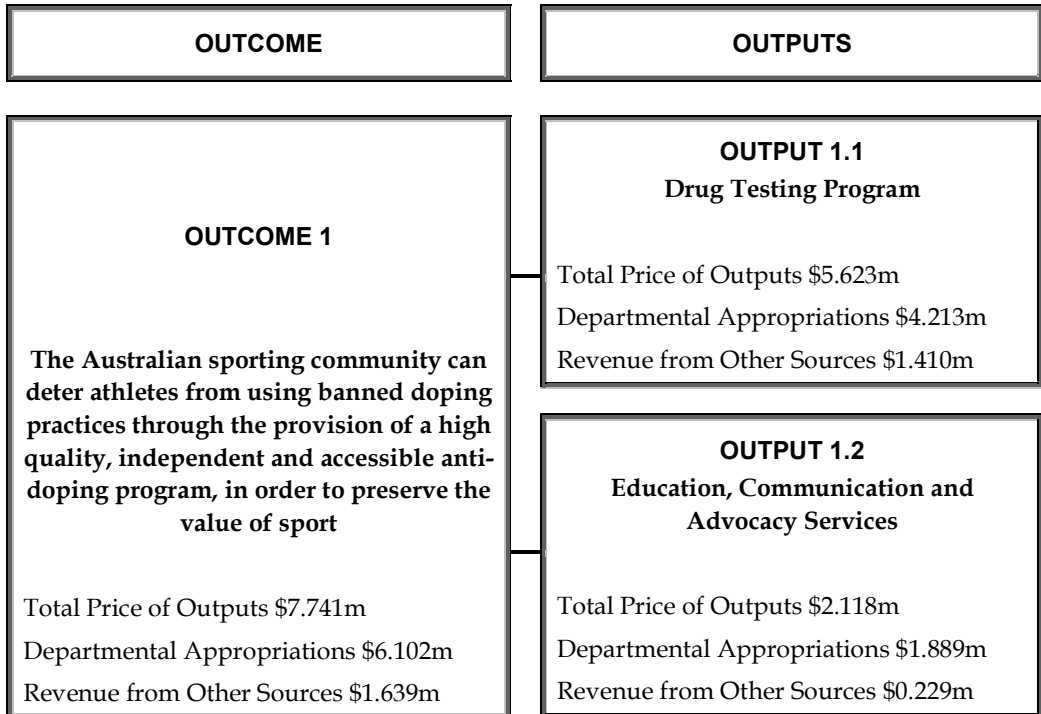 OUTCOME
OUTPUTS
OUTCOME 1
The Australian sporting community can
deter athletes from using banned doping
practices through the provision of a high
quality, independent and accessible anti-
doping program, in order to preserve the
value of sport
Total Price of Outputs $7.741m
Departmental Appropriations $6.102m
Revenue from Other Sources $1.639m
OUTPUT 1.1
Drug Testing Program
Total Price of Outputs $5.623m
Departmental Appropriations $4.213m
Revenue from Other Sources $1.410m
OUTPUT 1.2
Education, Communication and
Advocacy Services
Total Price of Outputs $2.118m
Departmental Appropriations $1.889m
Revenue from Other Sources $0.229m